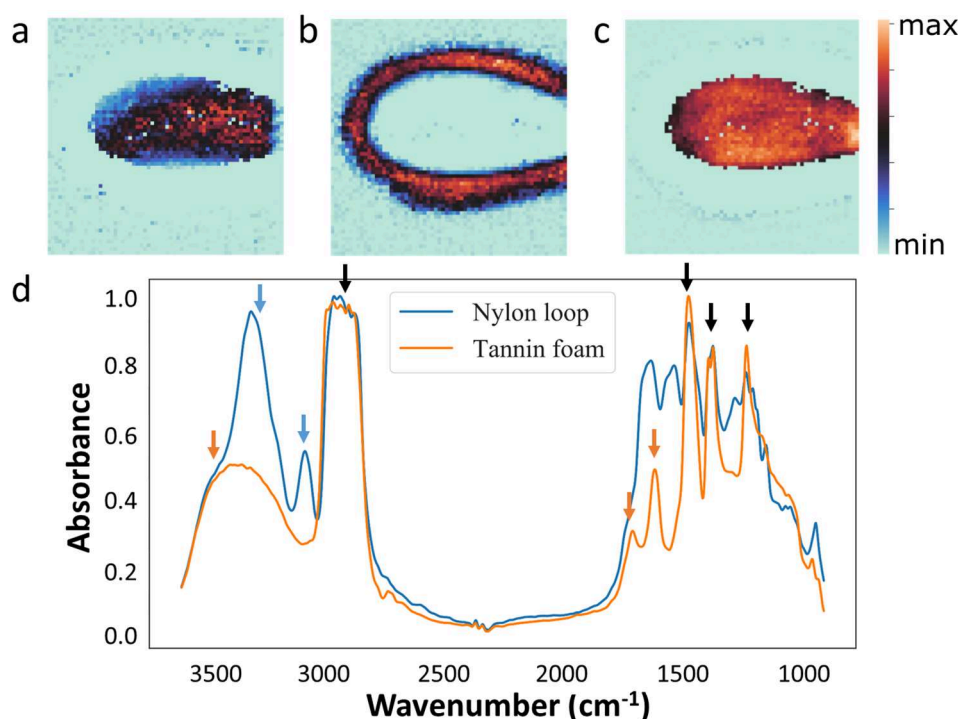 a
b
c
max
min
d
Nylon loop
Tannin foam
Absorbance
1.0
0.8
0.6
0.4
0.2
0.0
3500 3000 2500 2000 1500 1000
Wavenumber (cm⁻¹)